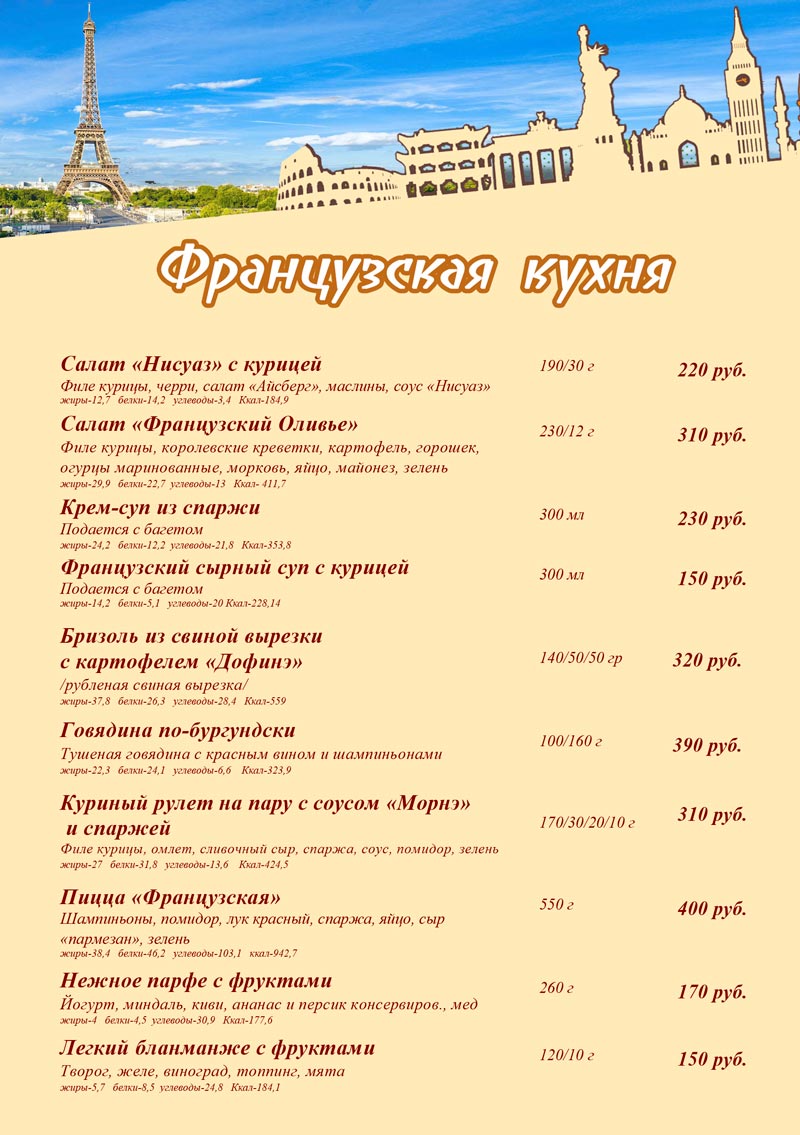 Французская кухня
Салат «Нисуаз» с курицей 190/30 г 220 руб.
Филе курицы, черри, салат «Айсберг», маслины, соус «Нисуаз»
жиры-12,7 белки-14,2 углеводы-3,4 Ккал-184,9
Салат «Французский Оливье» 230/12 г 310 руб.
Филе курицы, королевские креветки, картофель, горошек,
огурцы маринованные, морковь, яйцо, майонез, зелень
жиры-29,9 белки-22,7 углеводы-13 Ккал- 411,7
Крем-суп из спаржи 300 мл 230 руб.
Подается с багетом
жиры-24,2 белки-12,2 углеводы-21,8 Ккал-353,8
Французский сырный суп с курицей 300 мл 150 руб.
Подается с багетом
жиры-14,2 белки-5,1 углеводы-20 Ккал-228,14
Бризоль из свиной вырезки
с картофелем «Дофинэ» 140/50/50 гр 320 руб.
/рубленая свиная вырезка/
жиры-37,8 белки-26,3 углеводы-28,4 Ккал-559
Говядина по-бургундски 100/160 г 390 руб.
Тушеная говядина с красным вином и шампиньонами
жиры-22,3 белки-24,1 углеводы-6,6 Ккал-323,9
Куриный рулет на пару с соусом «Морнэ» 310 руб.
и спаржей 170/30/20/10 г
Филе курицы, омлет, сливочный сыр, спаржа, соус, помидор, зелень
жиры-27 белки-31,8 углеводы-13,6 Ккал-424,5
Пицца «Французская» 550 г 400 руб.
Шампиньоны, помидор, лук красный, спаржа, яйцо, сыр
«пармезан», зелень
жиры-38,4 белки-46,2 углеводы-103,1 ккал-942,7
Нежное парфе с фруктами 260 г 170 руб.
Йогурт, миндаль, киви, ананас и персик консервиров., мед
жиры-4 белки-4,5 углеводы-30,9 Ккал-177,6
Легкий бланманже с фруктами 120/10 г 150 руб.
Творог, желе, виноград, топпинг, мята
жиры-5,7 белки-8,5 углеводы-24,8 Ккал-184,1